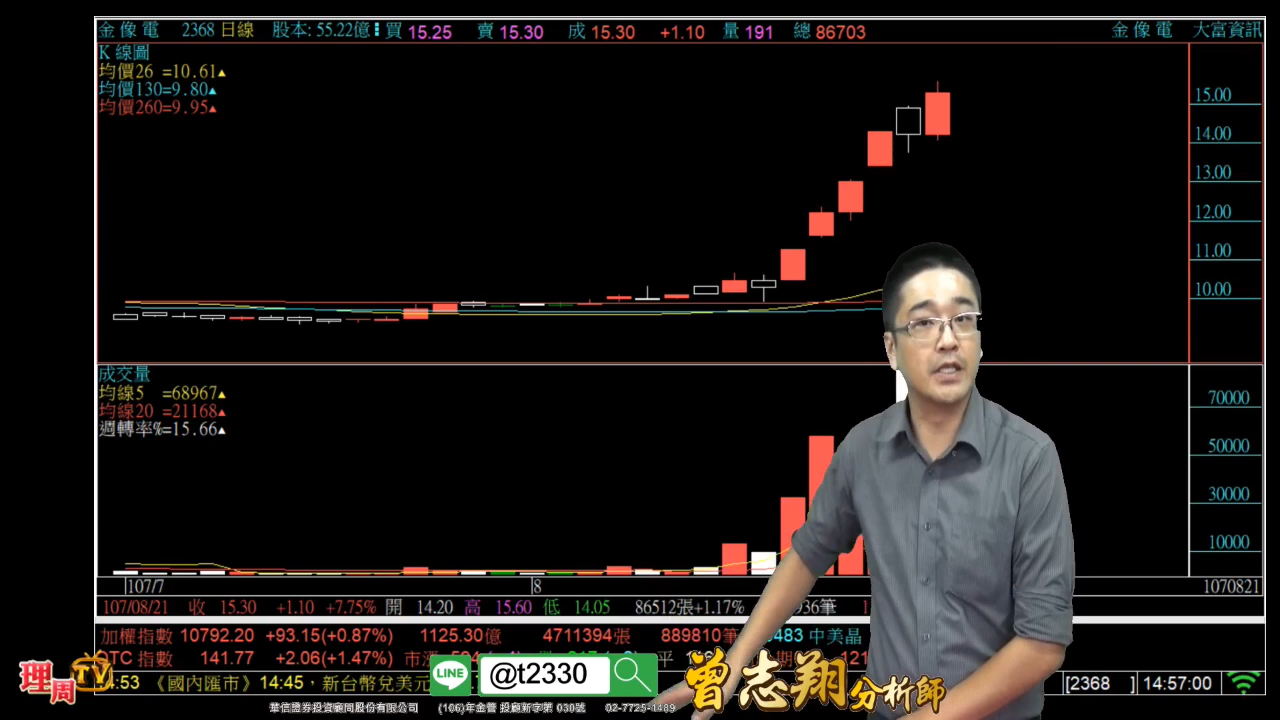 金像電 2368 日線 股本: 55.22億 買 15.25 賣 15.30 成 15.30 +1.10 量 191 總 86703 金像電 大富資訊
K 線圖
均價26 =10.61▲
均價130=9.80▲
均價260=9.95▲
15.00
14.00
13.00
12.00
11.00
10.00
成交量
均線5 =68967▲
均線20 =21168▲
週轉率%=15.66▲
70000
50000
30000
10000
107/7 8 1070821
107/08/21 收 15.30 +1.10 +7.75% 開 14.20 高 15.60 低 14.05 86512張+1.17% 936筆
加權指數 10792.20 +93.15(+0.87%) 1125.30億 4711394張 889810筆 483 中美晶
OTC 指數 141.77 +2.06(+1.47%) 市漲 平
理周TV :53 《國內匯市》14:45，新台幣兌美元 LINE @t2330 曾志翔分析師 [2368 ] 14:57:00
華信證券投資顧問股份有限公司 (106)年金管 投顧新字第 030號 02-7725-1489